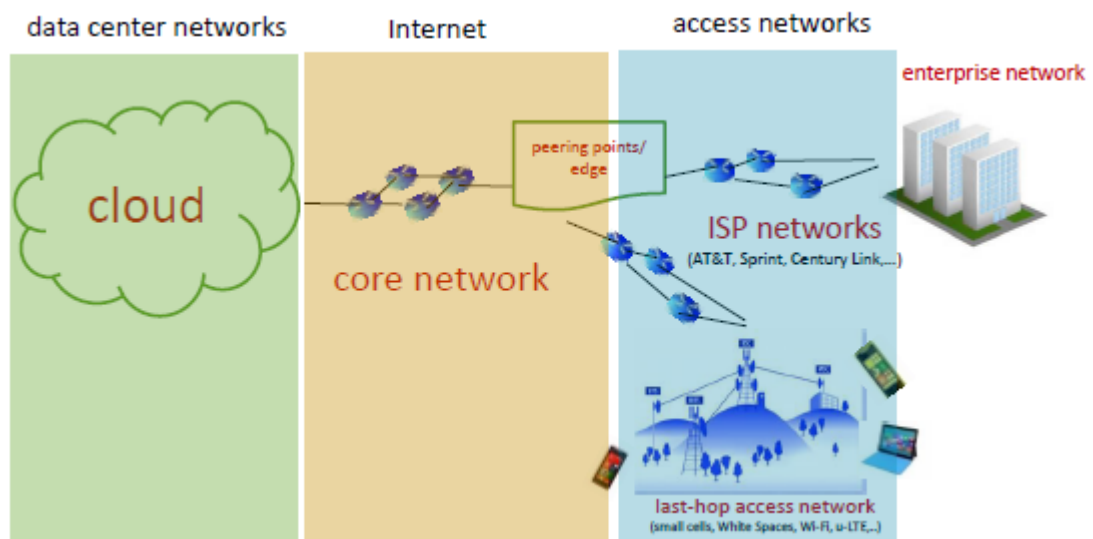 data center networks
Internet
access networks
enterprise network
cloud
peering points/
edge
core network
ISP networks
(AT&T, Sprint, Century Link,...)
last-hop access network
(small cells, White Spaces, Wi-Fi, u-LTE,..)